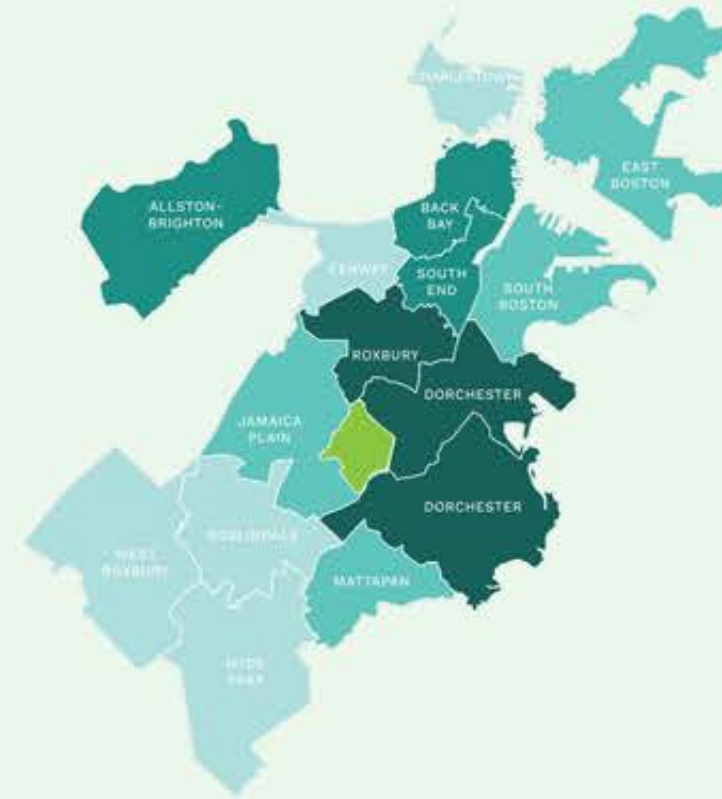 CHARLESTOWN
EAST
BOSTON
ALLSTON-
BRIGHTON
BACK
BAY
FENWAY
SOUTH
END
SOUTH
BOSTON
ROXBURY
DORCHESTER
JAMAICA
PLAIN
DORCHESTER
ROSLINDALE
WEST
ROXBURY
MATTAPAN
HYDE
PARK